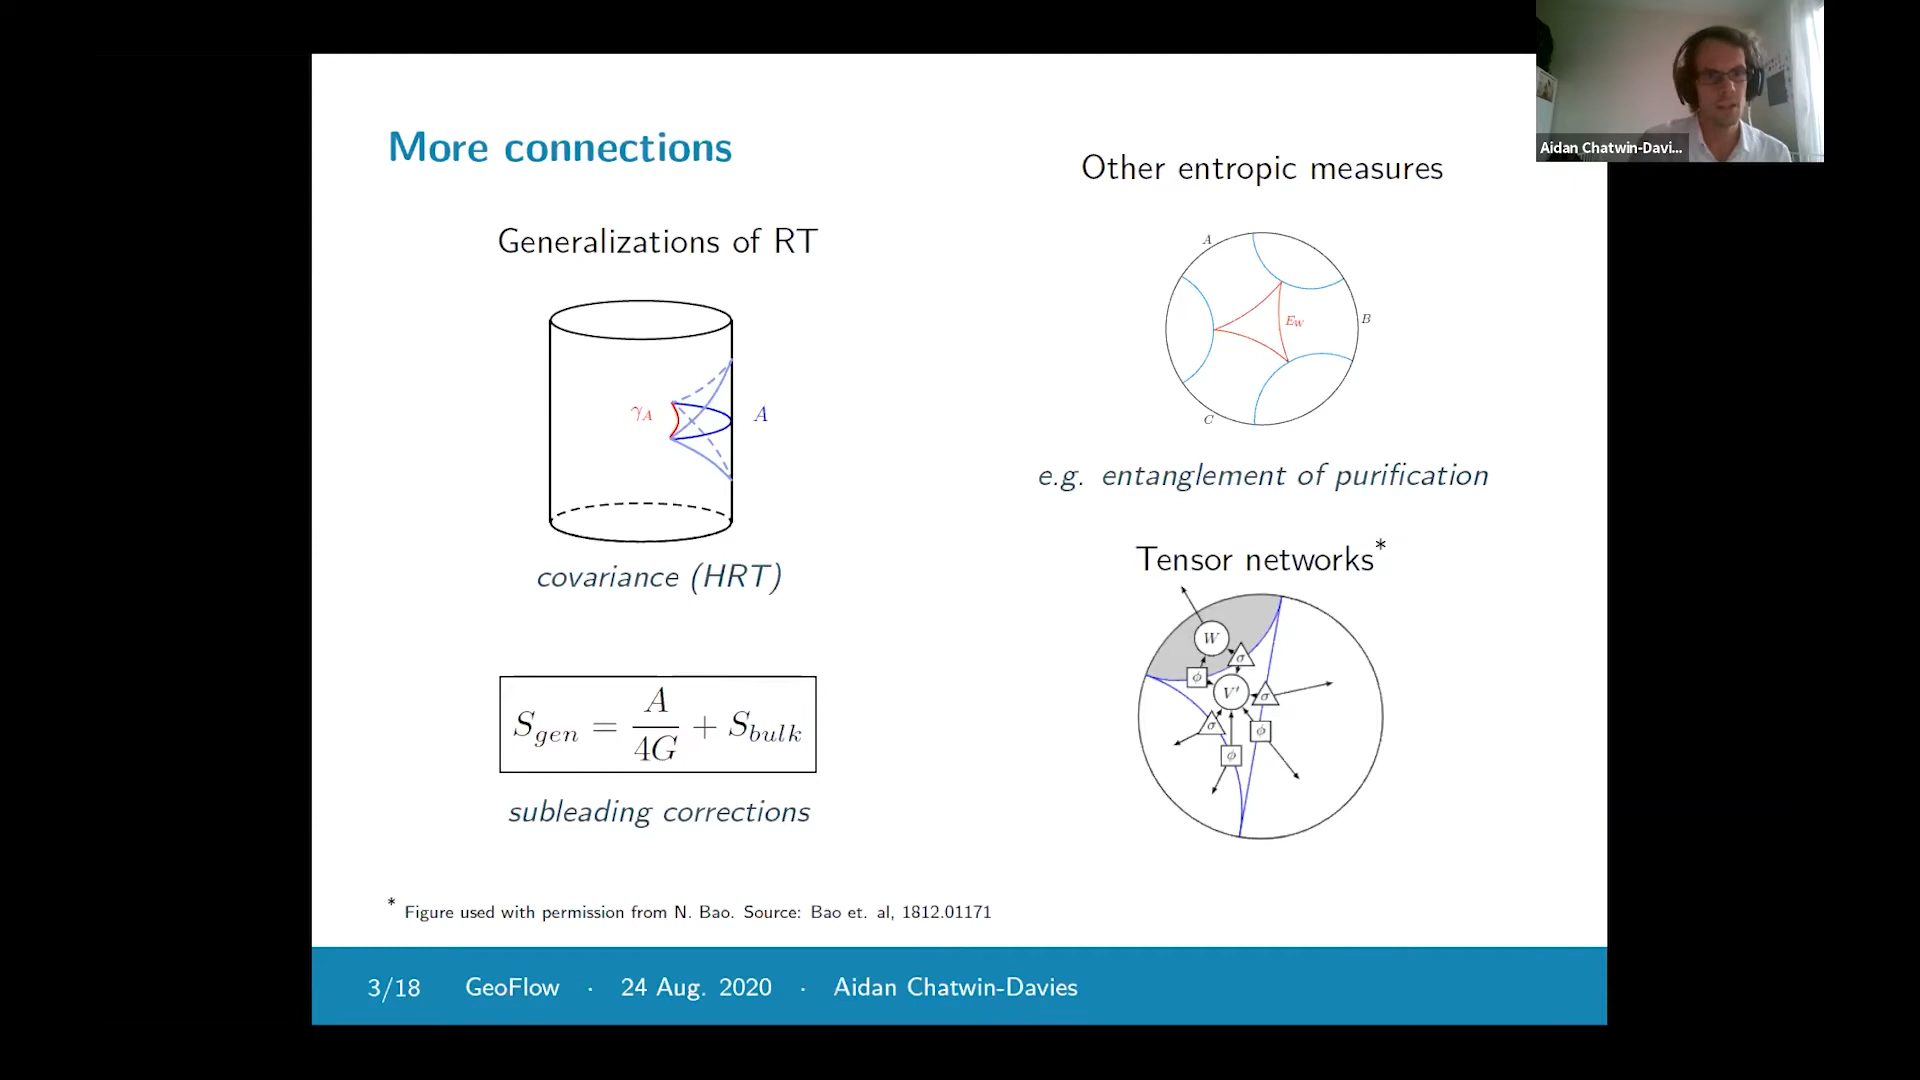 More connections
Generalizations of RT
γ_A
A
covariance (HRT)
S_gen = A/4G + S_bulk
subleading corrections
Other entropic measures
A
B
E_W
C
e.g. entanglement of purification
Tensor networks*
W
σ
ϕ
V'
σ
σ
ϕ
ϕ
* Figure used with permission from N. Bao. Source: Bao et. al, 1812.01171
3/18 GeoFlow · 24 Aug. 2020 · Aidan Chatwin-Davies
Aidan Chatwin-Davi...